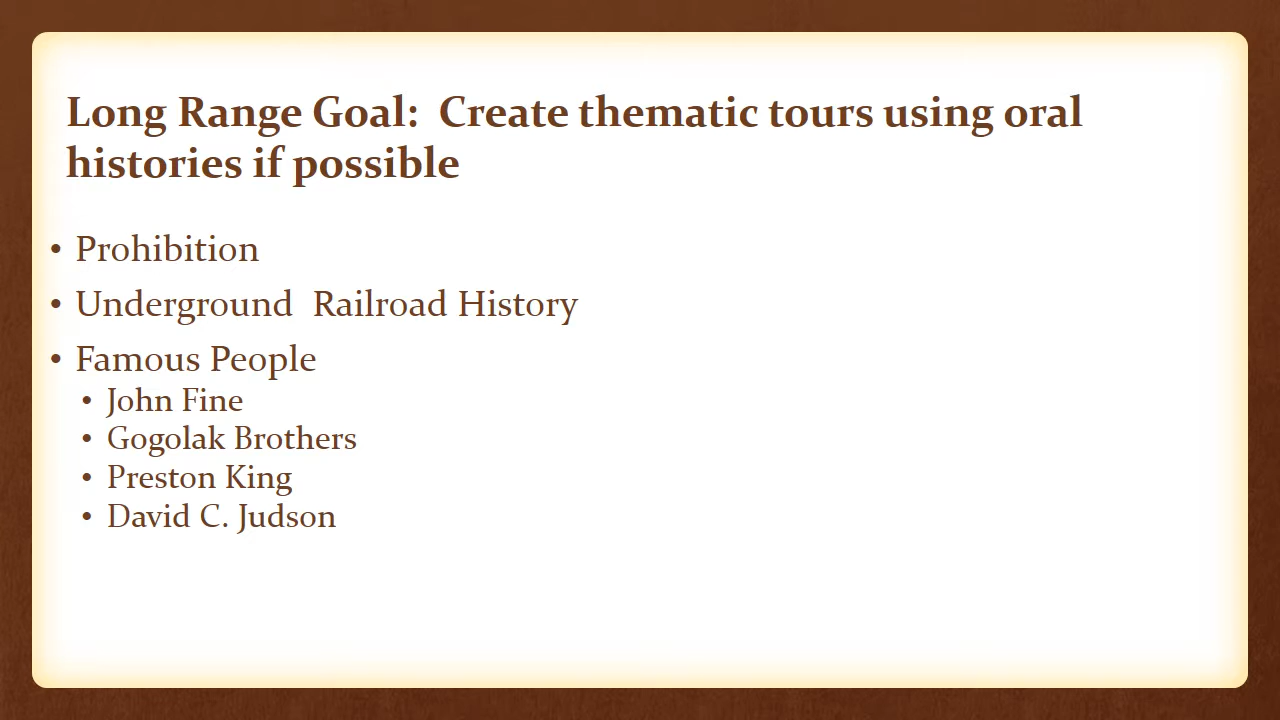 Long Range Goal:  Create thematic tours using oral
histories if possible
• Prohibition
• Underground  Railroad History
• Famous People
• John Fine
• Gogolak Brothers
• Preston King
• David C. Judson